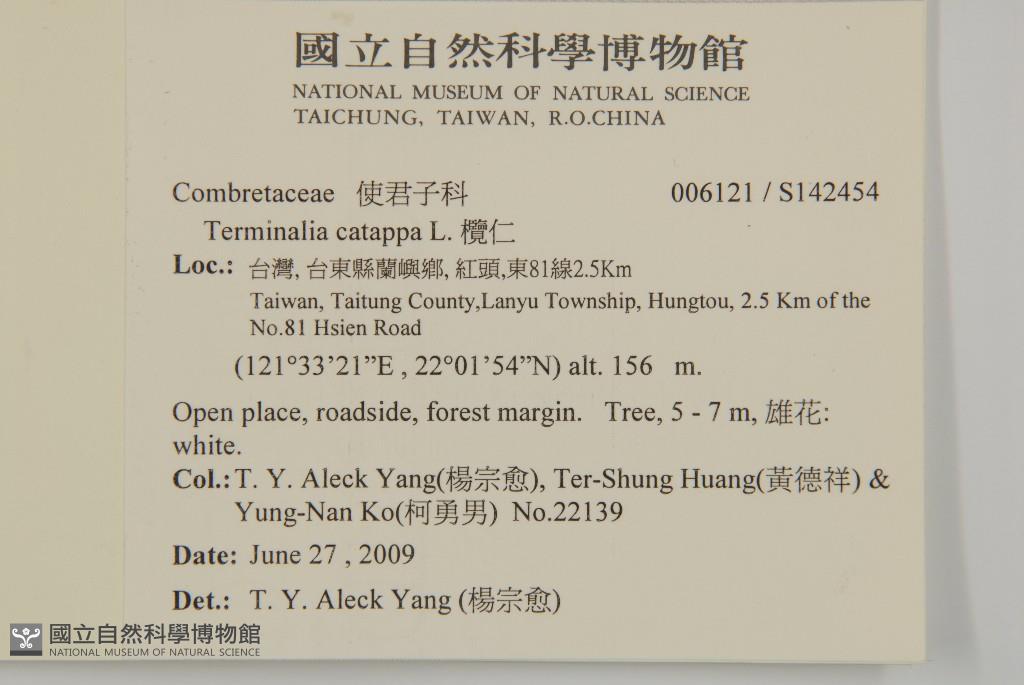 國立自然科學博物館
NATIONAL MUSEUM OF NATURAL SCIENCE
TAICHUNG, TAIWAN, R.O.CHINA
Combretaceae 使君子科 006121 / S142454
Terminalia catappa L. 欖仁
Loc.: 台灣, 台東縣蘭嶼鄉, 紅頭,東81線2.5Km
Taiwan, Taitung County,Lanyu Township, Hungtou, 2.5 Km of the
No.81 Hsien Road
(121°33’21”E , 22°01’54”N) alt. 156 m.
Open place, roadside, forest margin. Tree, 5 - 7 m, 雄花:
white.
Col.: T. Y. Aleck Yang(楊宗愈), Ter-Shung Huang(黃德祥) &
Yung-Nan Ko(柯勇男) No.22139
Date: June 27 , 2009
Det.: T. Y. Aleck Yang (楊宗愈)
國立自然科學博物館
NATIONAL MUSEUM OF NATURAL SCIENCE